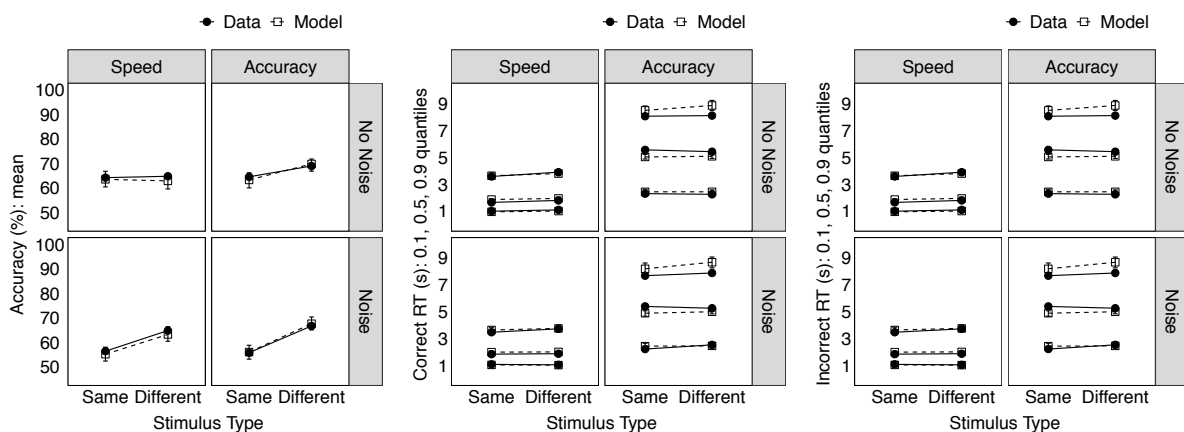 Data Model
Speed Accuracy
Accuracy (%): mean
100
90
80
70
60
50
No Noise
100
90
80
70
60
50
Noise
Same Different Same Different
Stimulus Type
Data Model
Speed Accuracy
Correct RT (s): 0.1, 0.5, 0.9 quantiles
9
7
5
3
1
No Noise
9
7
5
3
1
Noise
Same Different Same Different
Stimulus Type
Data Model
Speed Accuracy
Incorrect RT (s): 0.1, 0.5, 0.9 quantiles
9
7
5
3
1
No Noise
9
7
5
3
1
Noise
Same Different Same Different
Stimulus Type